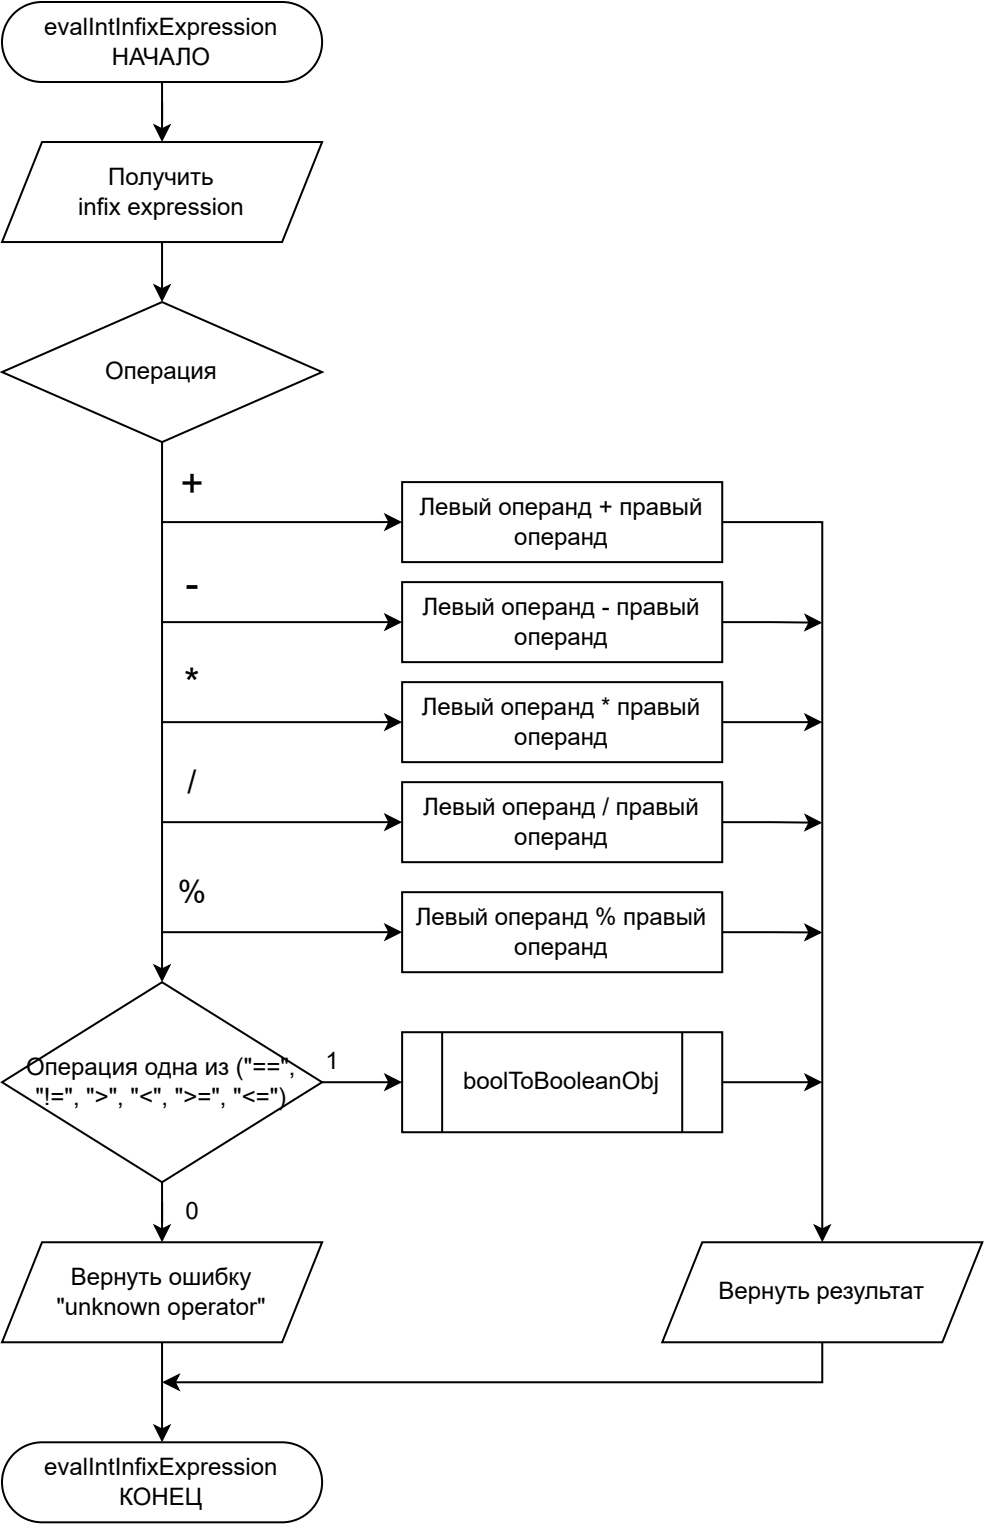 evalIntInfixExpression
НАЧАЛО
Получить
infix expression
Операция
+
Левый операнд + правый
операнд
-
Левый операнд - правый
операнд
*
Левый операнд * правый
операнд
/
Левый операнд / правый
операнд
%
Левый операнд % правый
операнд
Операция одна из ("==",
"!=", ">", "<", ">=", "<=")
1
boolToBooleanObj
0
Вернуть ошибку
"unknown operator"
Вернуть результат
evalIntInfixExpression
КОНЕЦ